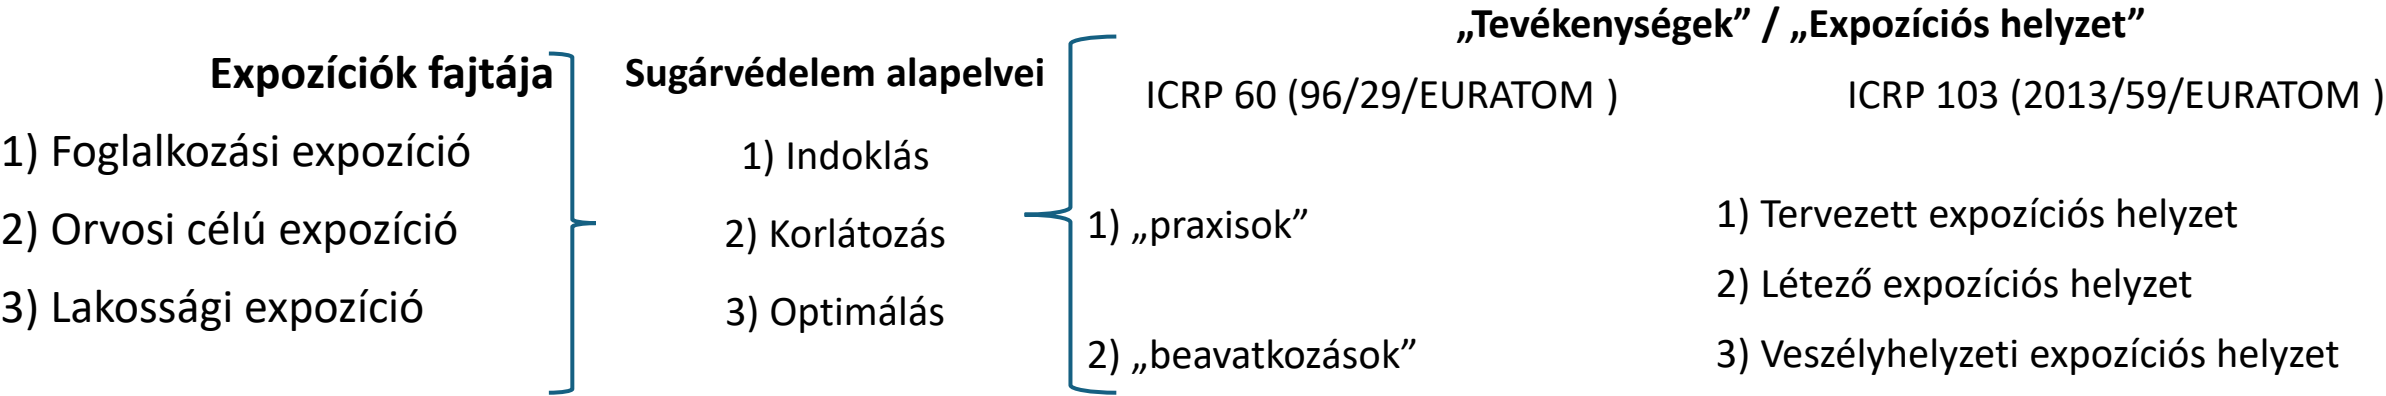 Expozíciók fajtája
1) Foglalkozási expozíció
2) Orvosi célú expozíció
3) Lakossági expozíció
Sugárvédelem alapelvei
1) Indoklás
2) Korlátozás
3) Optimálás
„Tevékenységek” / „Expozíciós helyzet”
ICRP 60 (96/29/EURATOM )
1) „praxisok”
2) „beavatkozások”
ICRP 103 (2013/59/EURATOM )
1) Tervezett expozíciós helyzet
2) Létező expozíciós helyzet
3) Veszélyhelyzeti expozíciós helyzet